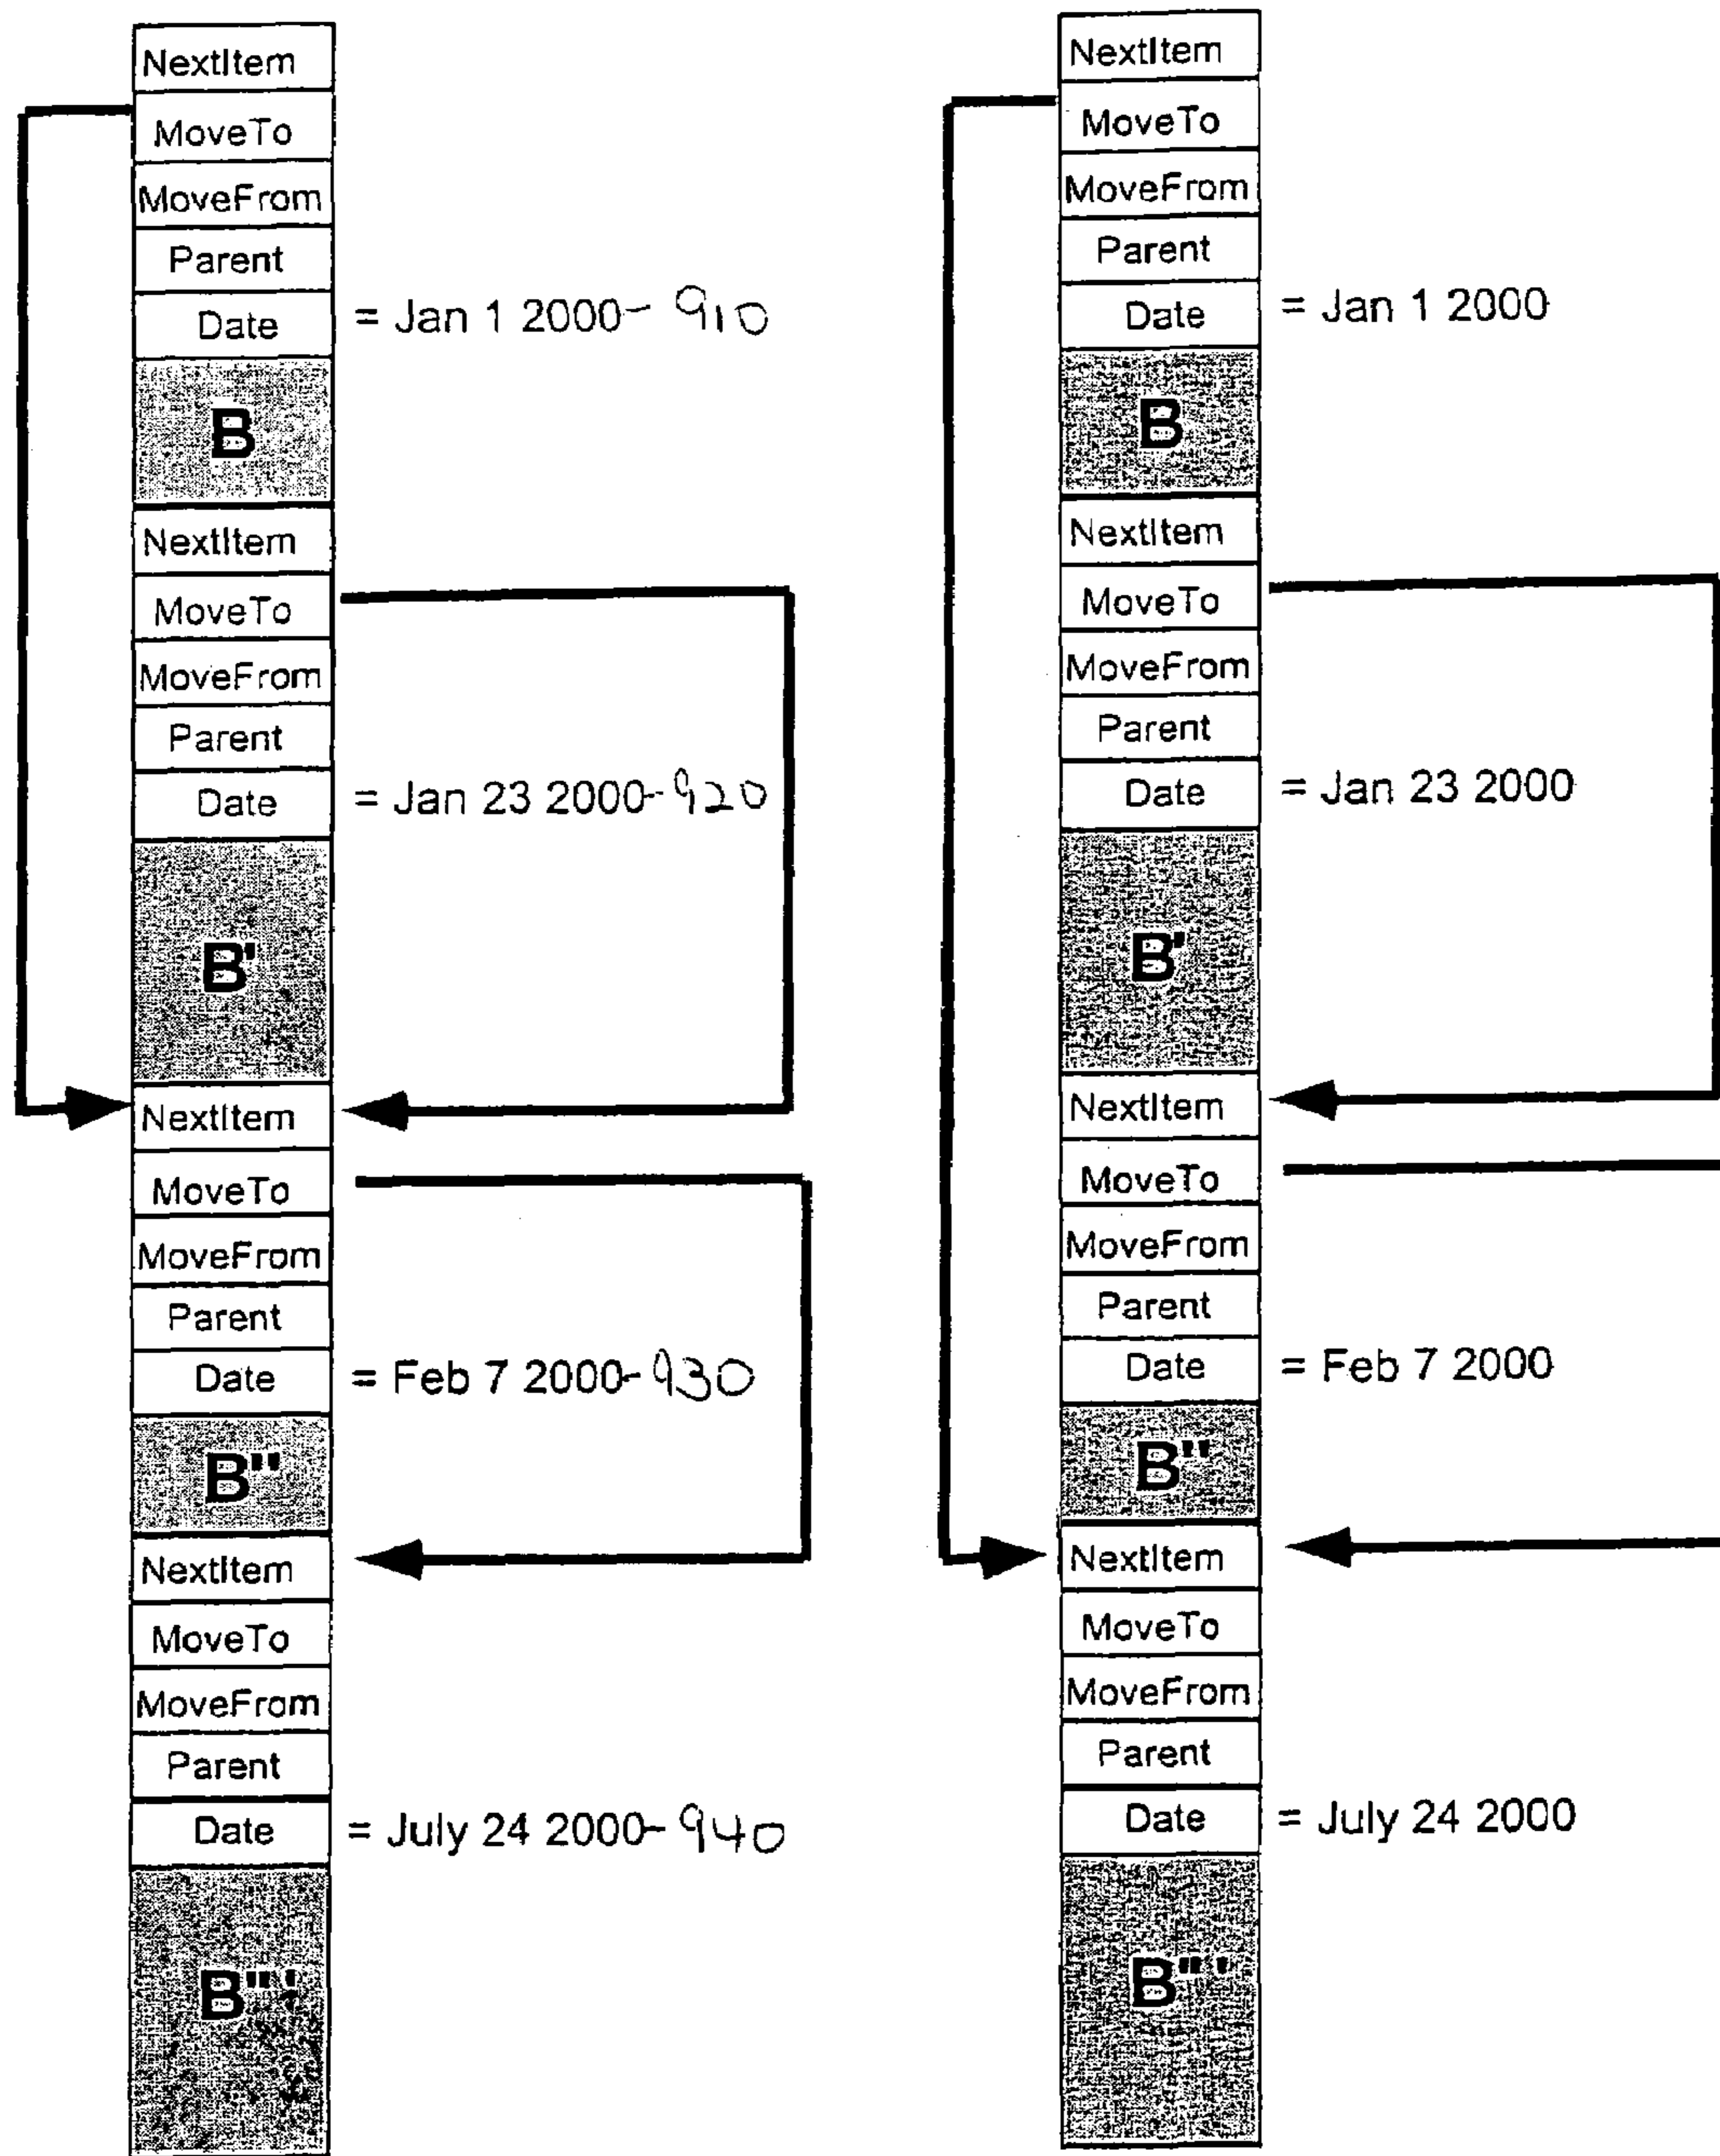 NextItem
MoveTo
MoveFrom
Parent
Date = Jan 1 2000- 910
B
NextItem
MoveTo
MoveFrom
Parent
Date = Jan 23 2000- 920
B'
NextItem
MoveTo
MoveFrom
Parent
Date = Feb 7 2000- 930
B''
NextItem
MoveTo
MoveFrom
Parent
Date = July 24 2000- 940
B'''
NextItem
MoveTo
MoveFrom
Parent
Date = Jan 1 2000
B
NextItem
MoveTo
MoveFrom
Parent
Date = Jan 23 2000
B'
NextItem
MoveTo
MoveFrom
Parent
Date = Feb 7 2000
B''
NextItem
MoveTo
MoveFrom
Parent
Date = July 24 2000
B'''